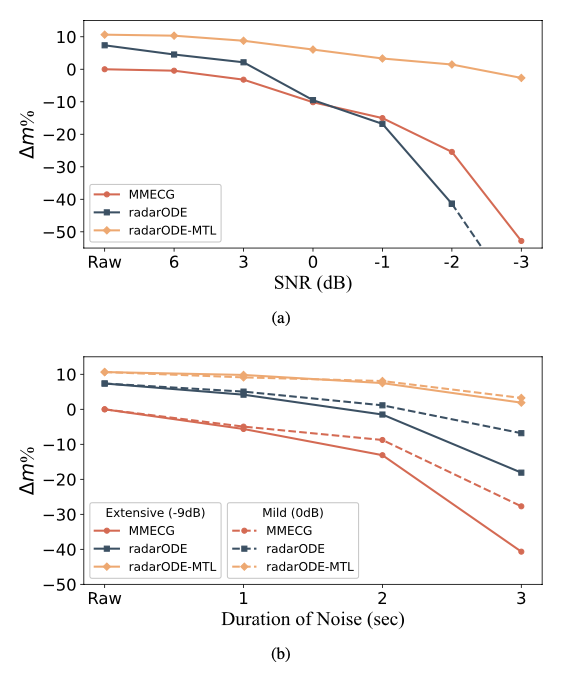 10
0
−10
−20
−30
−40
−50
Δm%
MMECG
radarODE
radarODE-MTL
Raw 6 3 0 -1 -2 -3
SNR (dB)
(a)
10
0
−10
−20
−30
−40
−50
Δm%
Extensive (-9dB) Mild (0dB)
MMECG MMECG
radarODE radarODE
radarODE-MTL radarODE-MTL
Raw 1 2 3
Duration of Noise (sec)
(b)